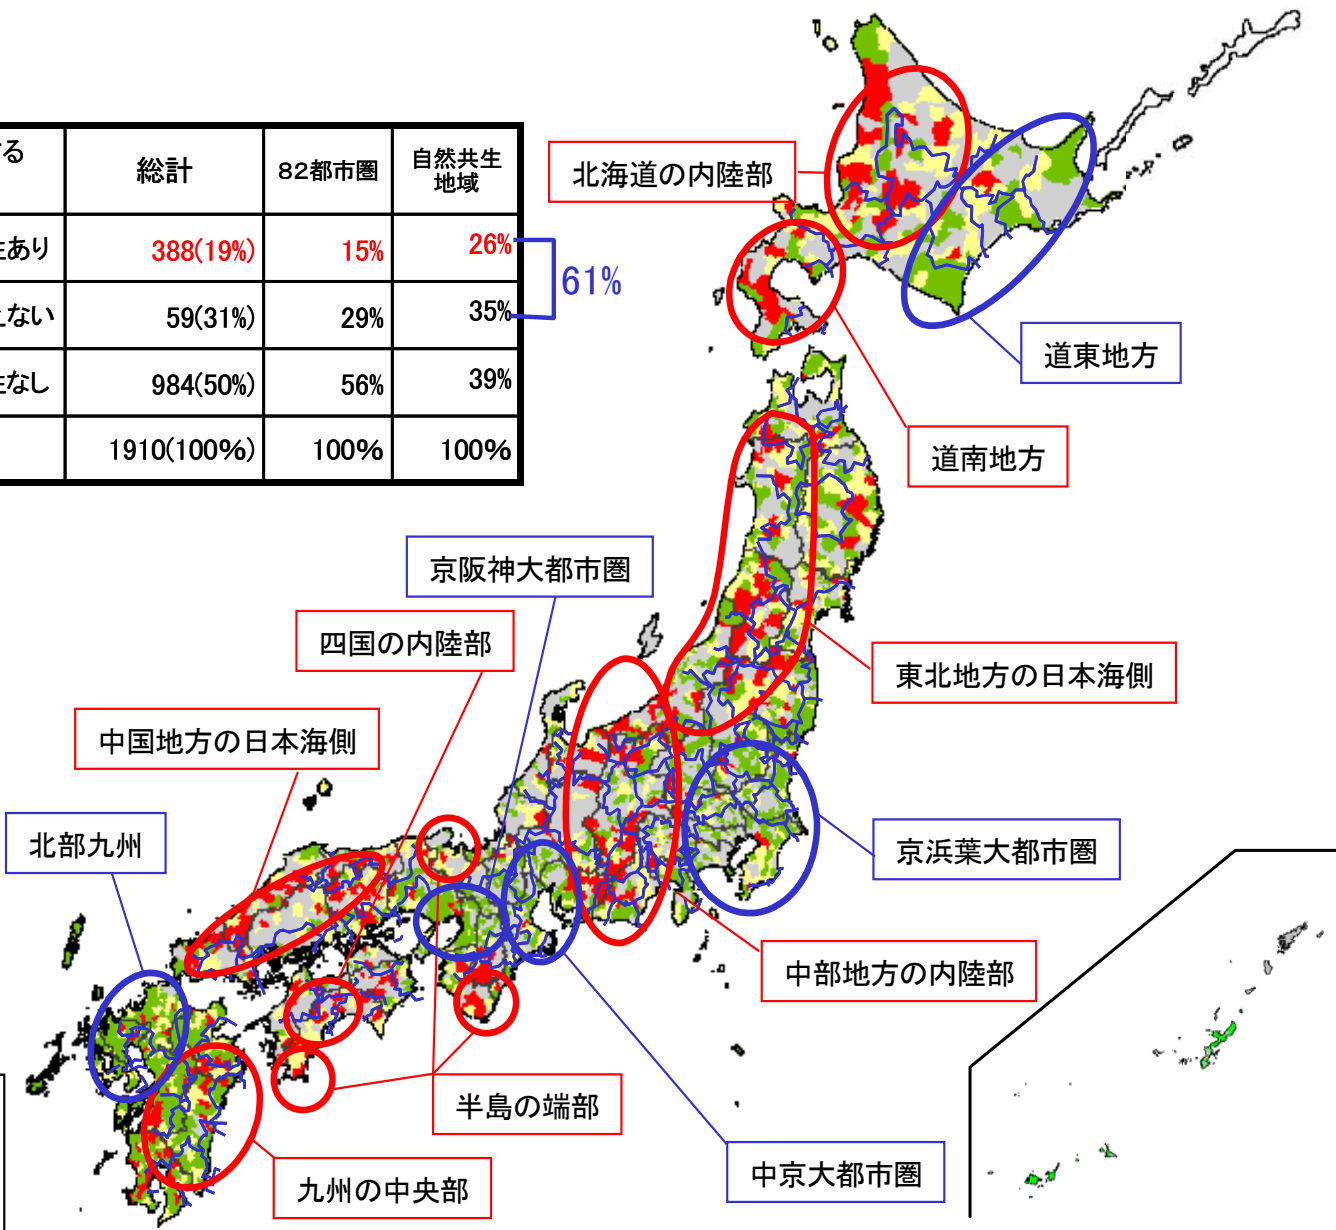 する
総計
82都市圏
自然共生
地域
性あり
388(19%)
15%
26%
えない
59(31%)
29%
35%
性なし
984(50%)
56%
39%
1910(100%)
100%
100%
61%
北海道の内陸部
道東地方
道南地方
京阪神大都市圏
四国の内陸部
東北地方の日本海側
中国地方の日本海側
北部九州
京浜葉大都市圏
中部地方の内陸部
半島の端部
中京大都市圏
九州の中央部